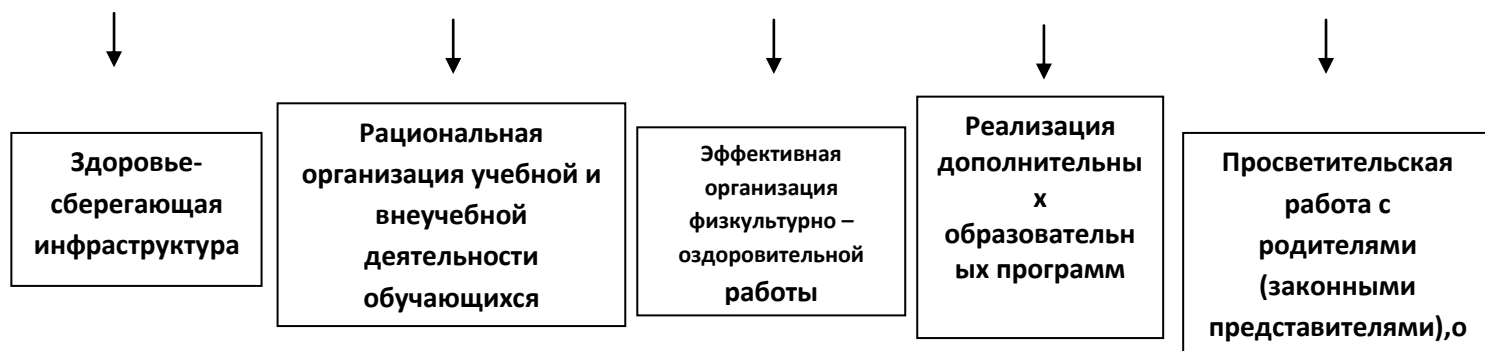 Здоровье-
сберегающая
инфраструктура
Рациональная
организация учебной и
внеучебной
деятельности
обучающихся
Эффективная
организация
физкультурно –
оздоровительной
работы
Реализация
дополнительны
х
образовательн
ых программ
Просветительская
работа с
родителями
(законными
представителями),о